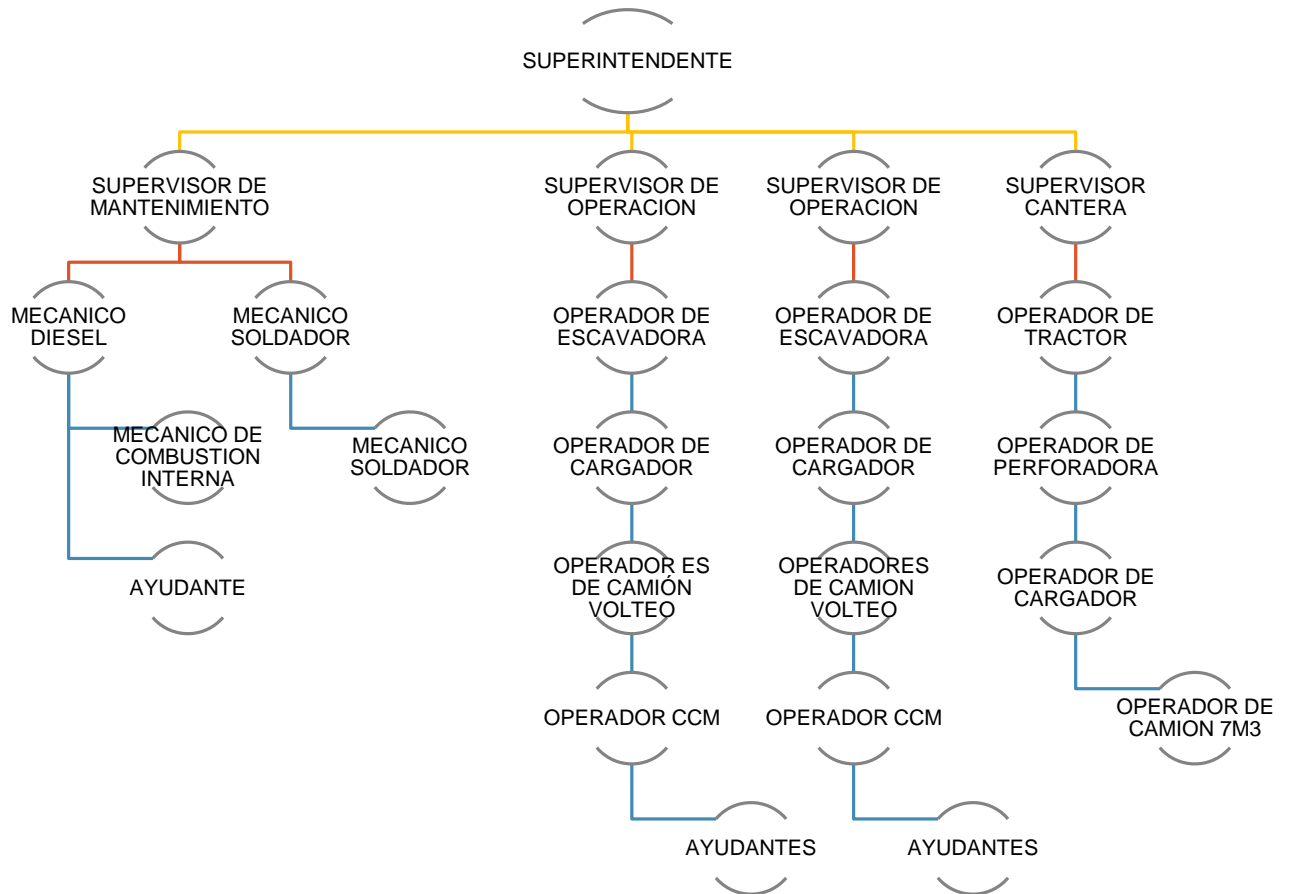 SUPERINTENDENTE
SUPERVISOR DE
MANTENIMIENTO
SUPERVISOR DE
OPERACION
SUPERVISOR DE
OPERACION
SUPERVISOR
CANTERA
MECANICO
DIESEL
MECANICO
SOLDADOR
OPERADOR DE
ESCAVADORA
OPERADOR DE
ESCAVADORA
OPERADOR DE
TRACTOR
MECANICO DE
COMBUSTION
INTERNA
MECANICO
SOLDADOR
OPERADOR DE
CARGADOR
OPERADOR DE
CARGADOR
OPERADOR DE
PERFORADORA
AYUDANTE
OPERADOR ES
DE CAMIÓN
VOLTEO
OPERADORES
DE CAMION
VOLTEO
OPERADOR DE
CARGADOR
OPERADOR CCM
OPERADOR CCM
OPERADOR DE
CAMION 7M3
AYUDANTES
AYUDANTES